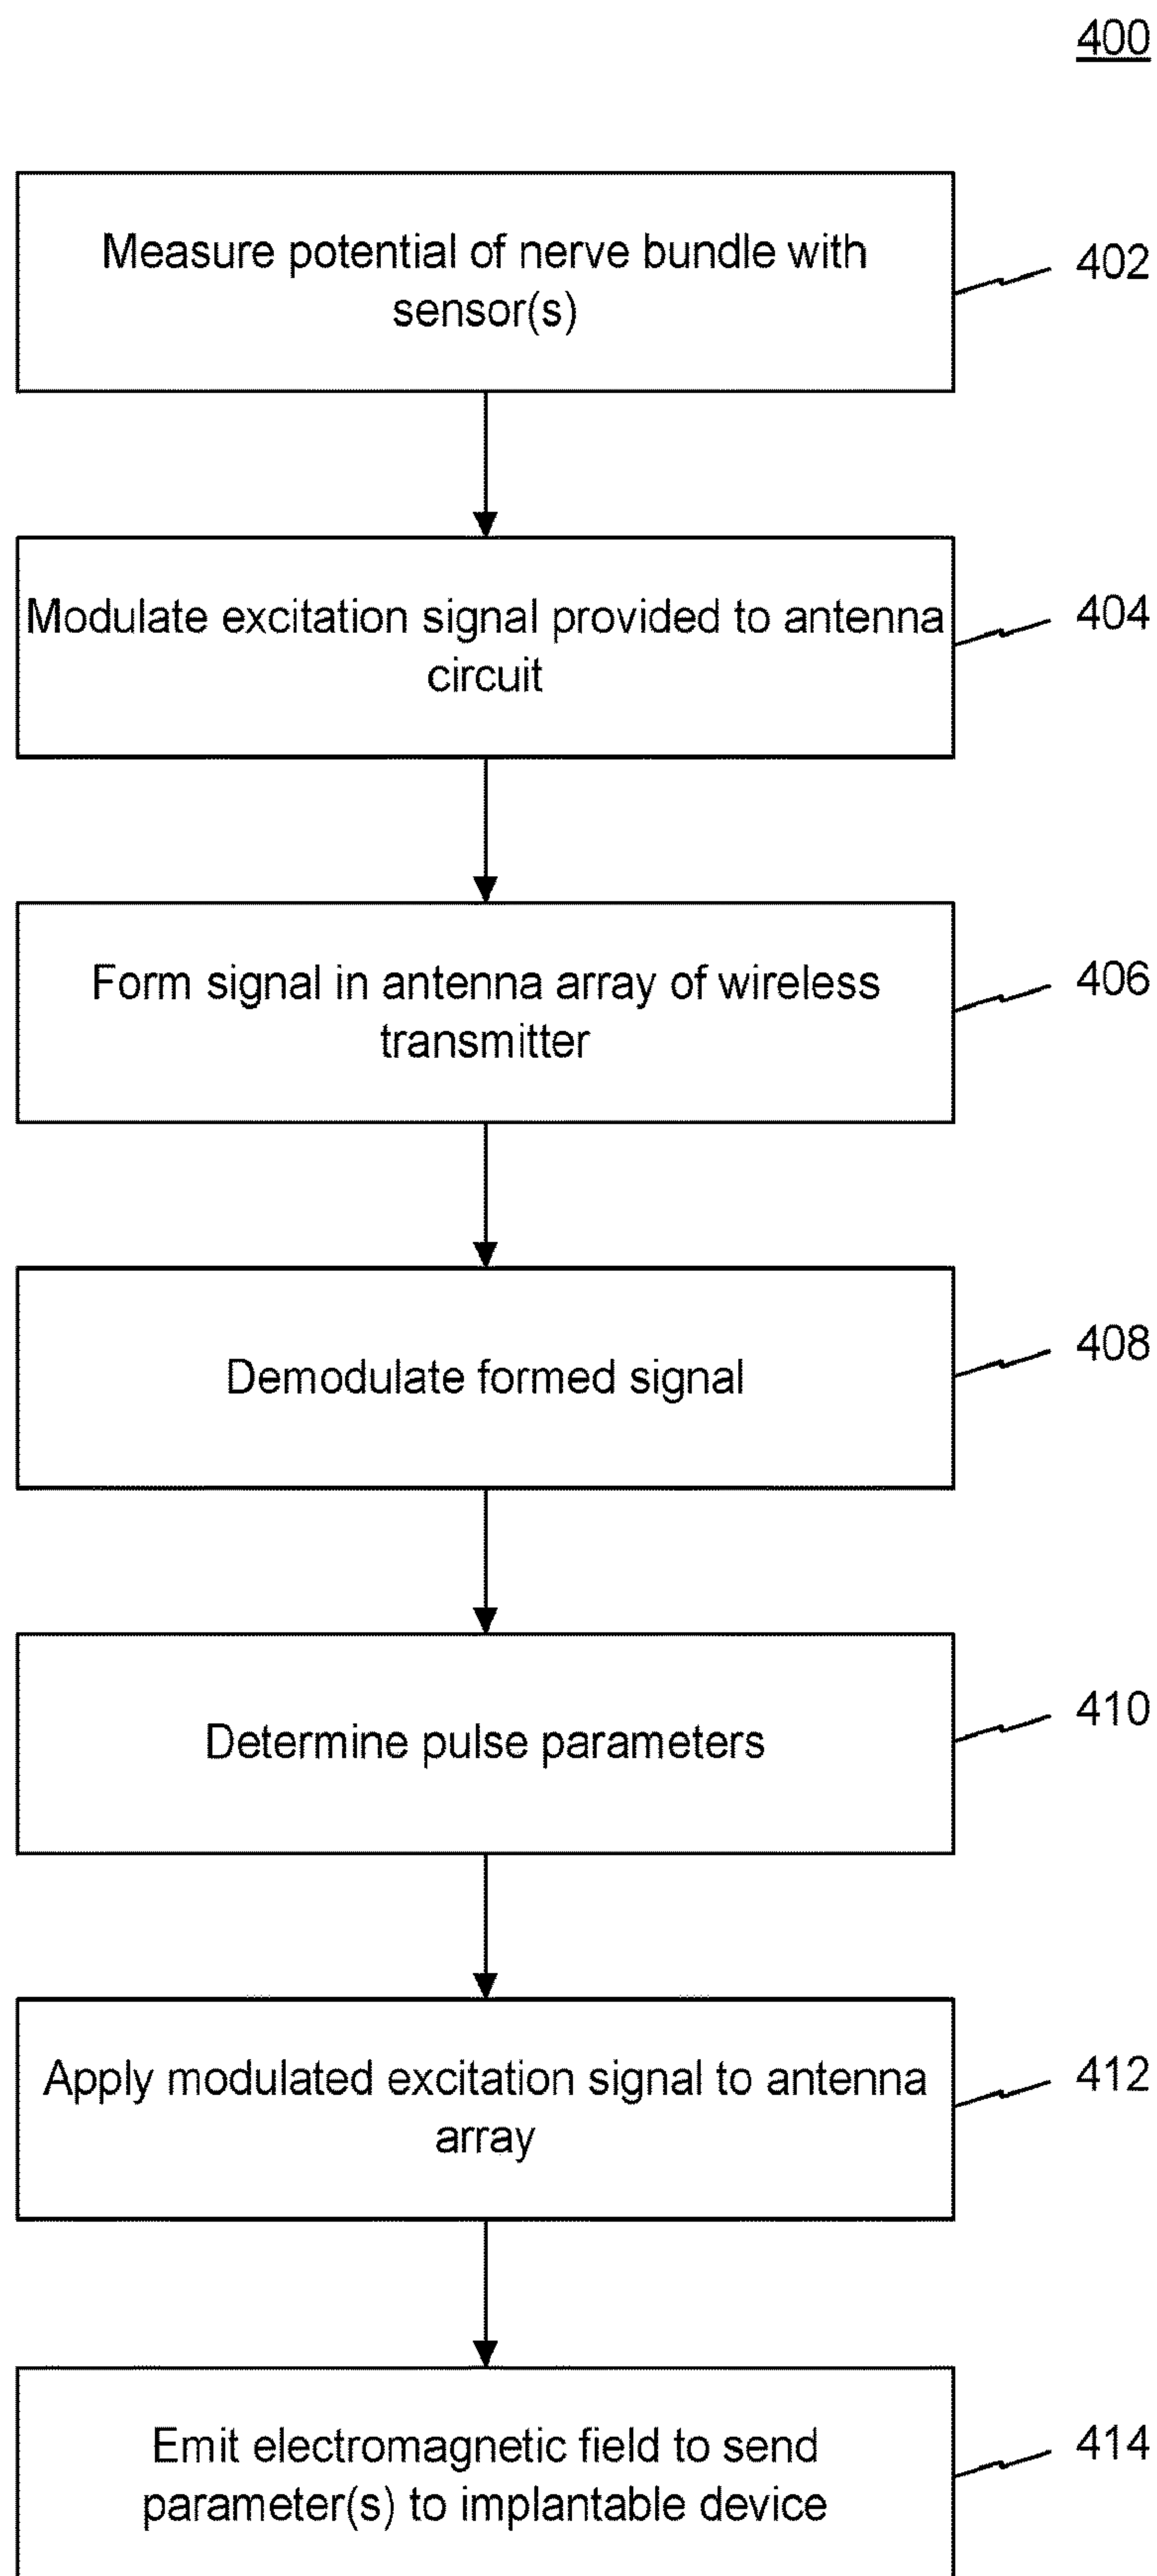 400
Measure potential of nerve bundle with
sensor(s)
402
Modulate excitation signal provided to antenna
circuit
404
Form signal in antenna array of wireless
transmitter
406
Demodulate formed signal
408
Determine pulse parameters
410
Apply modulated excitation signal to antenna
array
412
Emit electromagnetic field to send
parameter(s) to implantable device
414